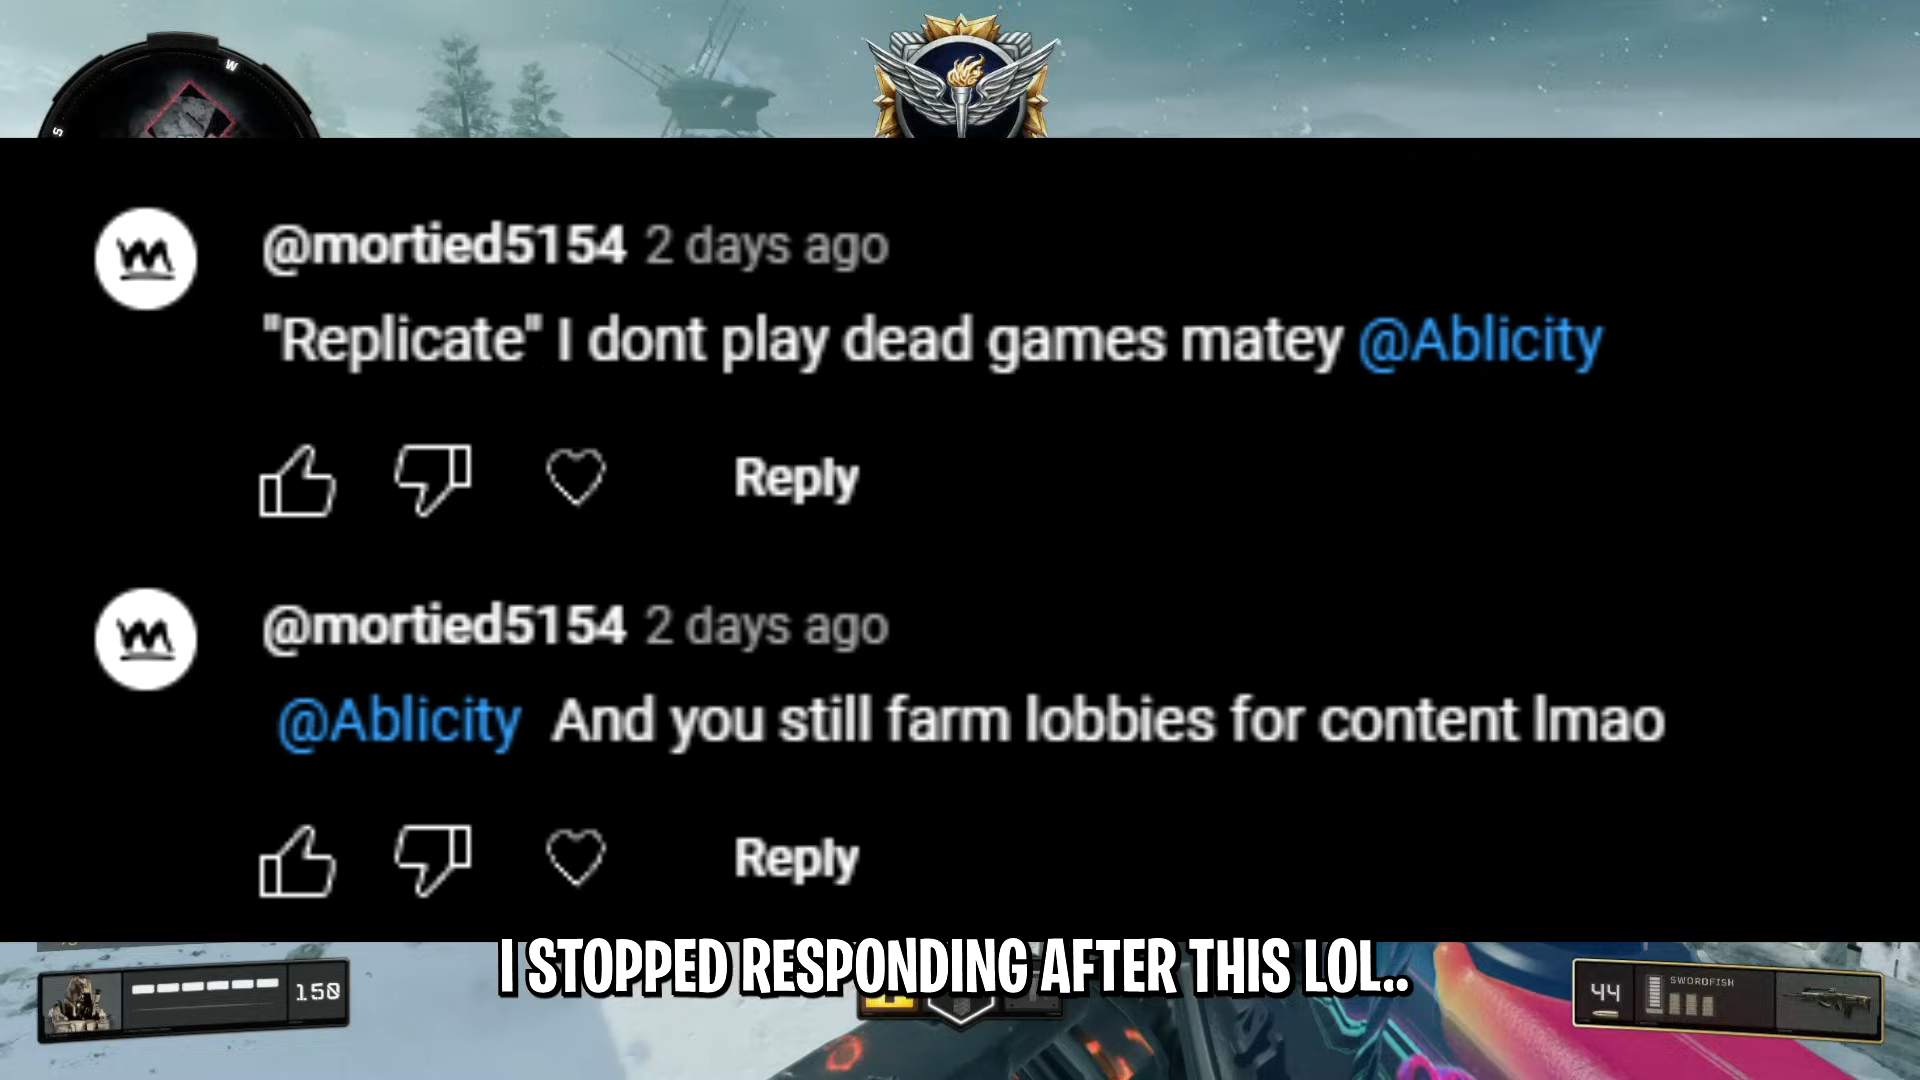 W
S
@mortied5154 2 days ago
"Replicate" I dont play dead games matey @Ablicity
Reply
@mortied5154 2 days ago
@Ablicity And you still farm lobbies for content lmao
Reply
I STOPPED RESPONDING AFTER THIS LOL..
150
44
SWORDFISH